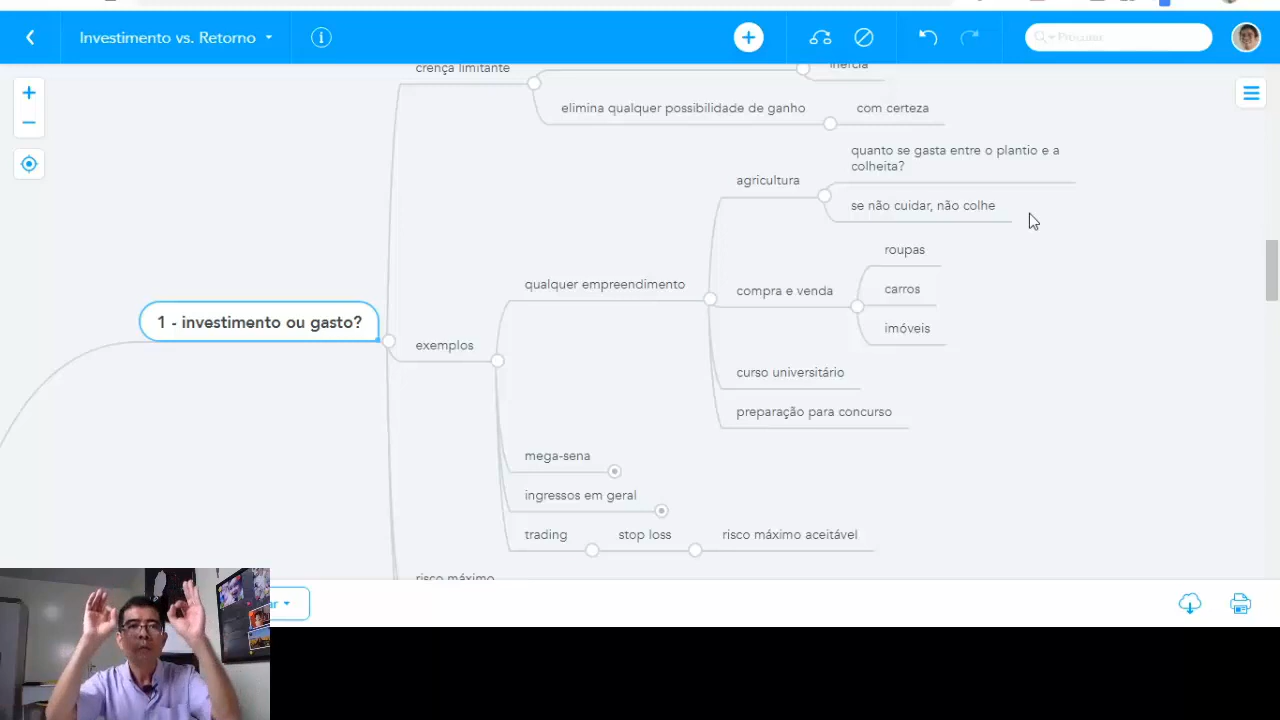 Investimento vs. Retorno
Procurar
crença limitante
inércia
elimina qualquer possibilidade de ganho
com certeza
quanto se gasta entre o plantio e a
colheita?
agricultura
se não cuidar, não colhe
roupas
qualquer empreendimento
compra e venda
carros
1 - investimento ou gasto?
imóveis
exemplos
curso universitário
preparação para concurso
mega-sena
ingressos em geral
trading
stop loss
risco máximo aceitável
risco máximo
ar